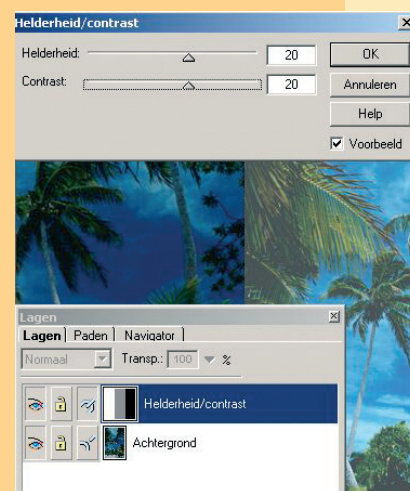 Helderheid/contrast
Helderheid: 20 OK
Contrast: 20 Annuleren
Help
Voorbeeld
Lagen
Lagen Paden Navigator
Normaal Transp.: 100 %
Helderheid/contrast
Achtergrond